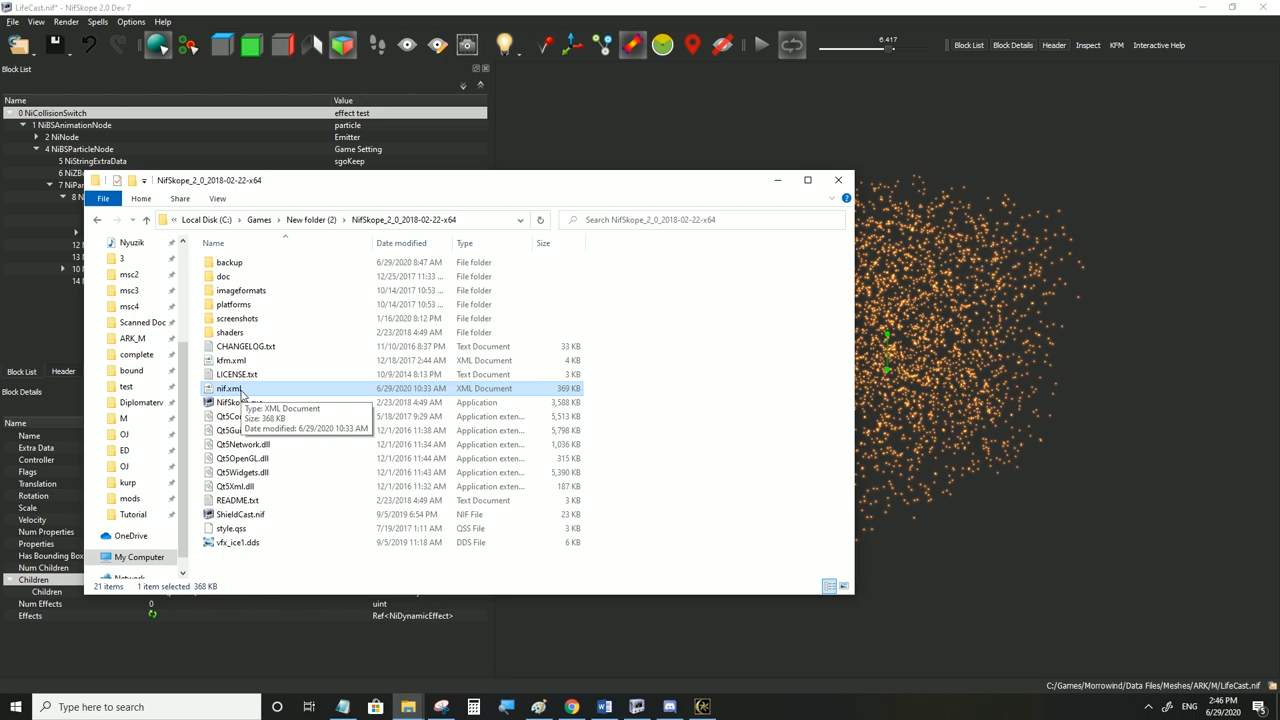 LifeCast.nif* - NifSkope 2.0 Dev 7
File View Render Spells Options Help
6.417
Block List Block Details Header Inspect KFM Interactive Help
Block List
Name Value
0 NiCollisionSwitch effect test
1 NiBSAnimationNode particle
2 NiNode Emitter
4 NiBSParticleNode Game Setting
5 NiStringExtraData sgoKeep
NifSkope_2_0_2018-02-22-x64
File Home Share View
Local Disk (C:) Games New folder (2) NifSkope_2_0_2018-02-22-x64
Search NifSkope_2_0_2018-02-22-x64
Name Date modified Type Size
Nyuzik
3
msc2
msc3
msc4
Scanned Doc
ARK_M
complete
bound
test
Diplomaterv
M
OJ
ED
OJ
kurp
mods
Tutorial
OneDrive
My Computer
Network
backup 6/29/2020 8:47 AM File folder
doc 12/25/2017 11:33 ... File folder
imageformats 10/14/2017 10:53 ... File folder
platforms 10/14/2017 10:53 ... File folder
screenshots 1/16/2020 8:12 PM File folder
shaders 2/23/2018 4:49 AM File folder
CHANGELOG.txt 11/10/2016 8:37 PM Text Document 33 KB
kfm.xml 12/18/2017 2:44 AM XML Document 4 KB
LICENSE.txt 10/9/2014 8:13 PM Text Document 3 KB
nif.xml 6/29/2020 10:33 AM XML Document 369 KB
2/23/2018 4:49 AM Application 3,588 KB
5/18/2017 9:29 AM Application exten... 5,513 KB
12/1/2016 11:38 AM Application exten... 5,798 KB
Qt5Network.dll 12/1/2016 11:34 AM Application exten...
Qt5OpenGL.dll 12/1/2016 11:44 AM Application exten... 315 KB
Qt5Widgets.dll 12/1/2016 11:43 AM Application exten... 5,390 KB
Qt5Xml.dll 12/1/2016 11:32 AM Application exten... 187 KB
README.txt 2/23/2018 4:49 AM Text Document 3 KB
ShieldCast.nif 9/5/2019 6:54 PM NIF File 23 KB
style.qss 7/19/2017 1:11 AM QSS File 3 KB
vfx_ice1.dds 9/5/2019 11:18 AM DDS File 6 KB
Type: XML Document
Size: 368 KB
Date modified: 6/29/2020 10:33 AM
21 items 1 item selected 368 KB
Block List Header
Block Details
Name
Name
Extra Data
Controller
Flags
Translation
Rotation
Scale
Velocity
Num Properties
Properties
Has Bounding Box
Num Children
Children
Children
Num Effects 0 uint
Effects Ref<NiDynamicEffect>
C:/Games/Morrowind/Data Files/Meshes/ARK/M/LifeCast.nif
Type here to search
ENG
2:46 PM
6/29/2020